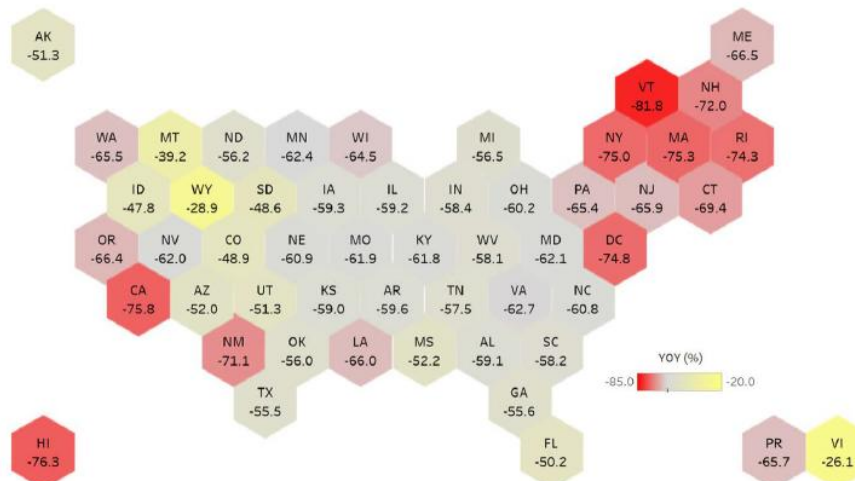 AK
-51.3
ME
-66.5
VT
-81.8
NH
-72.0
WA
-65.5
MT
-39.2
ND
-56.2
MN
-62.4
WI
-64.5
MI
-56.5
NY
-75.0
MA
-75.3
RI
-74.3
ID
-47.8
WY
-28.9
SD
-48.6
IA
-59.3
IL
-59.2
IN
-58.4
OH
-60.2
PA
-65.4
NJ
-65.9
CT
-69.4
OR
-66.4
NV
-62.0
CO
-48.9
NE
-60.9
MO
-61.9
KY
-61.8
WV
-58.1
MD
-62.1
DC
-74.8
CA
-75.8
AZ
-52.0
UT
-51.3
KS
-59.0
AR
-59.6
TN
-57.5
VA
-62.7
NC
-60.8
NM
-71.1
OK
-56.0
LA
-66.0
MS
-52.2
AL
-59.1
SC
-58.2
YOY (%)
-85.0
-20.0
TX
-55.5
GA
-55.6
HI
-76.3
FL
-50.2
PR
-65.7
VI
-26.1